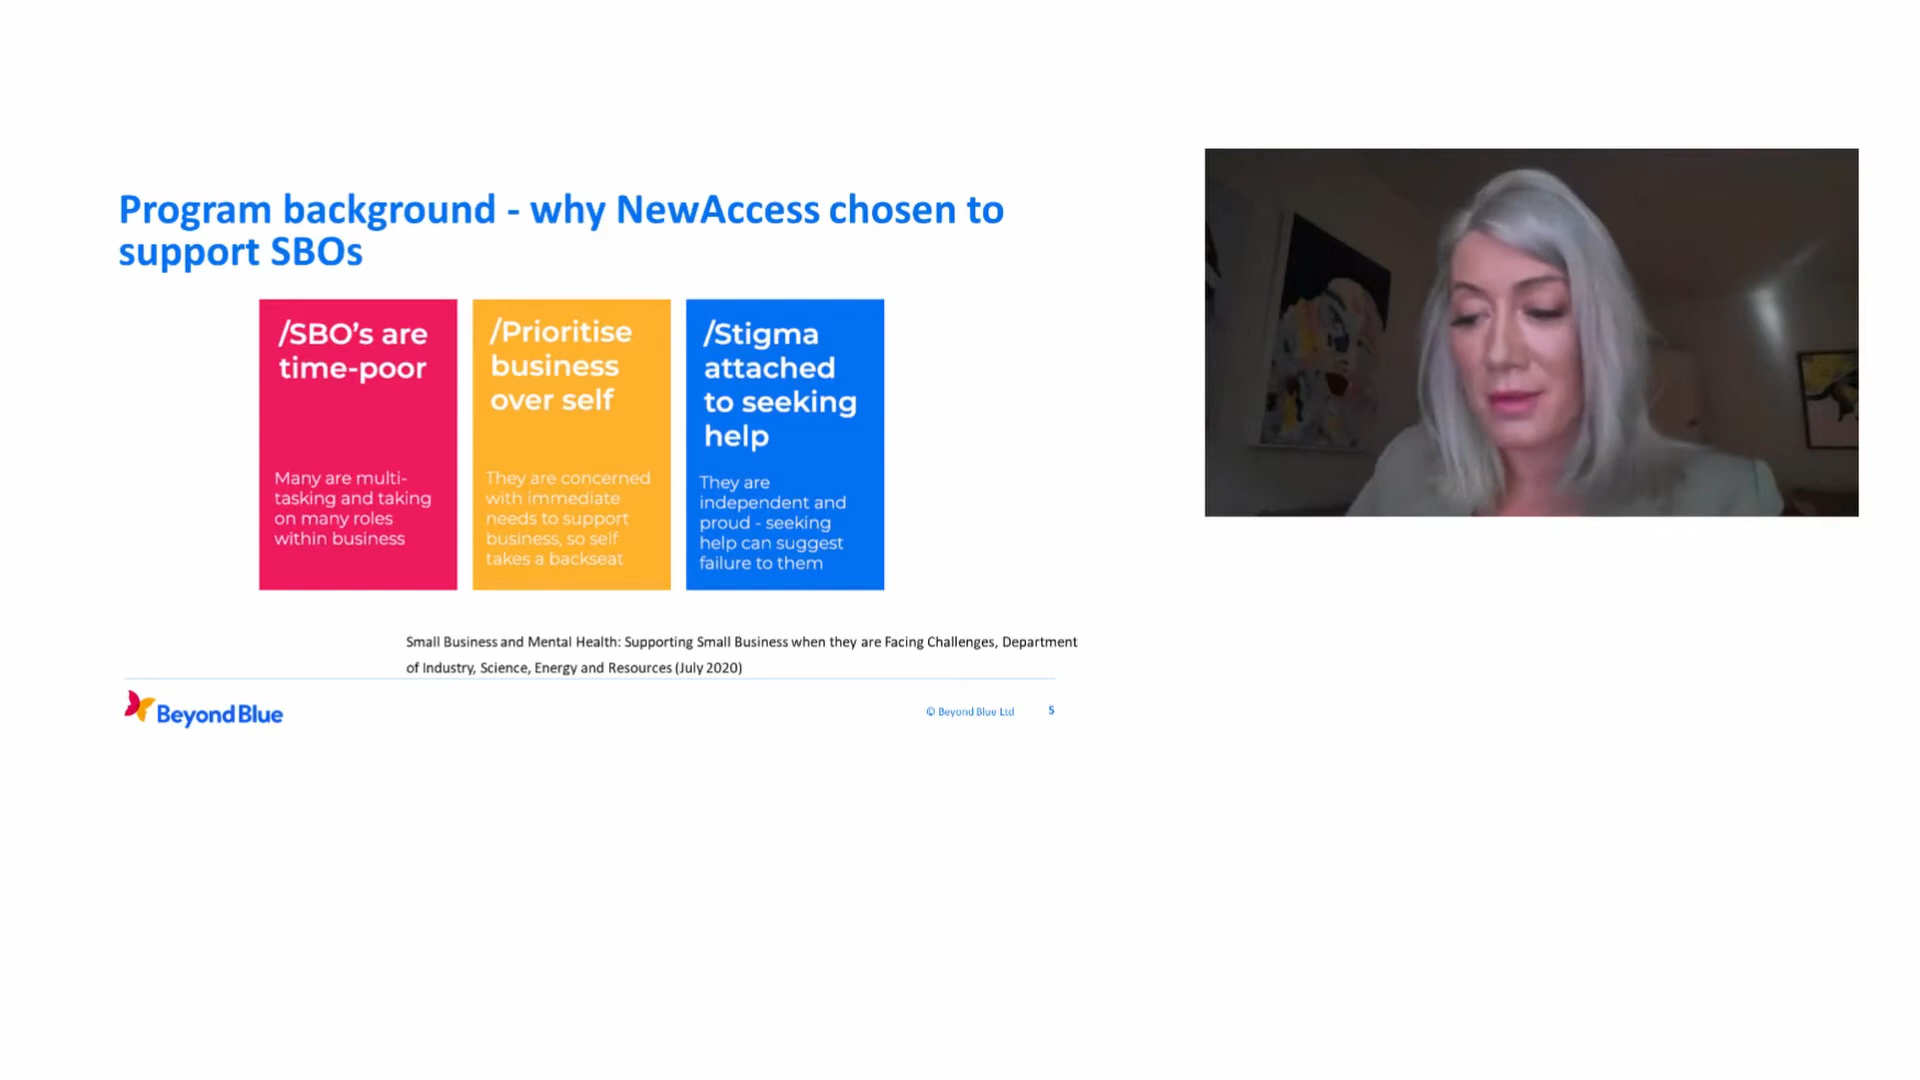 Program background - why NewAccess chosen to
support SBOs
/SBO's are
time-poor
Many are multi-
tasking and taking
on many roles
within business
/Prioritise
business
over self
They are concerned
with immediate
needs to support
business, so self
takes a backseat
/Stigma
attached
to seeking
help
They are
independent and
proud - seeking
help can suggest
failure to them
Small Business and Mental Health: Supporting Small Business when they are Facing Challenges, Department
of Industry, Science, Energy and Resources (July 2020)
Beyond Blue
© Beyond Blue Ltd
5